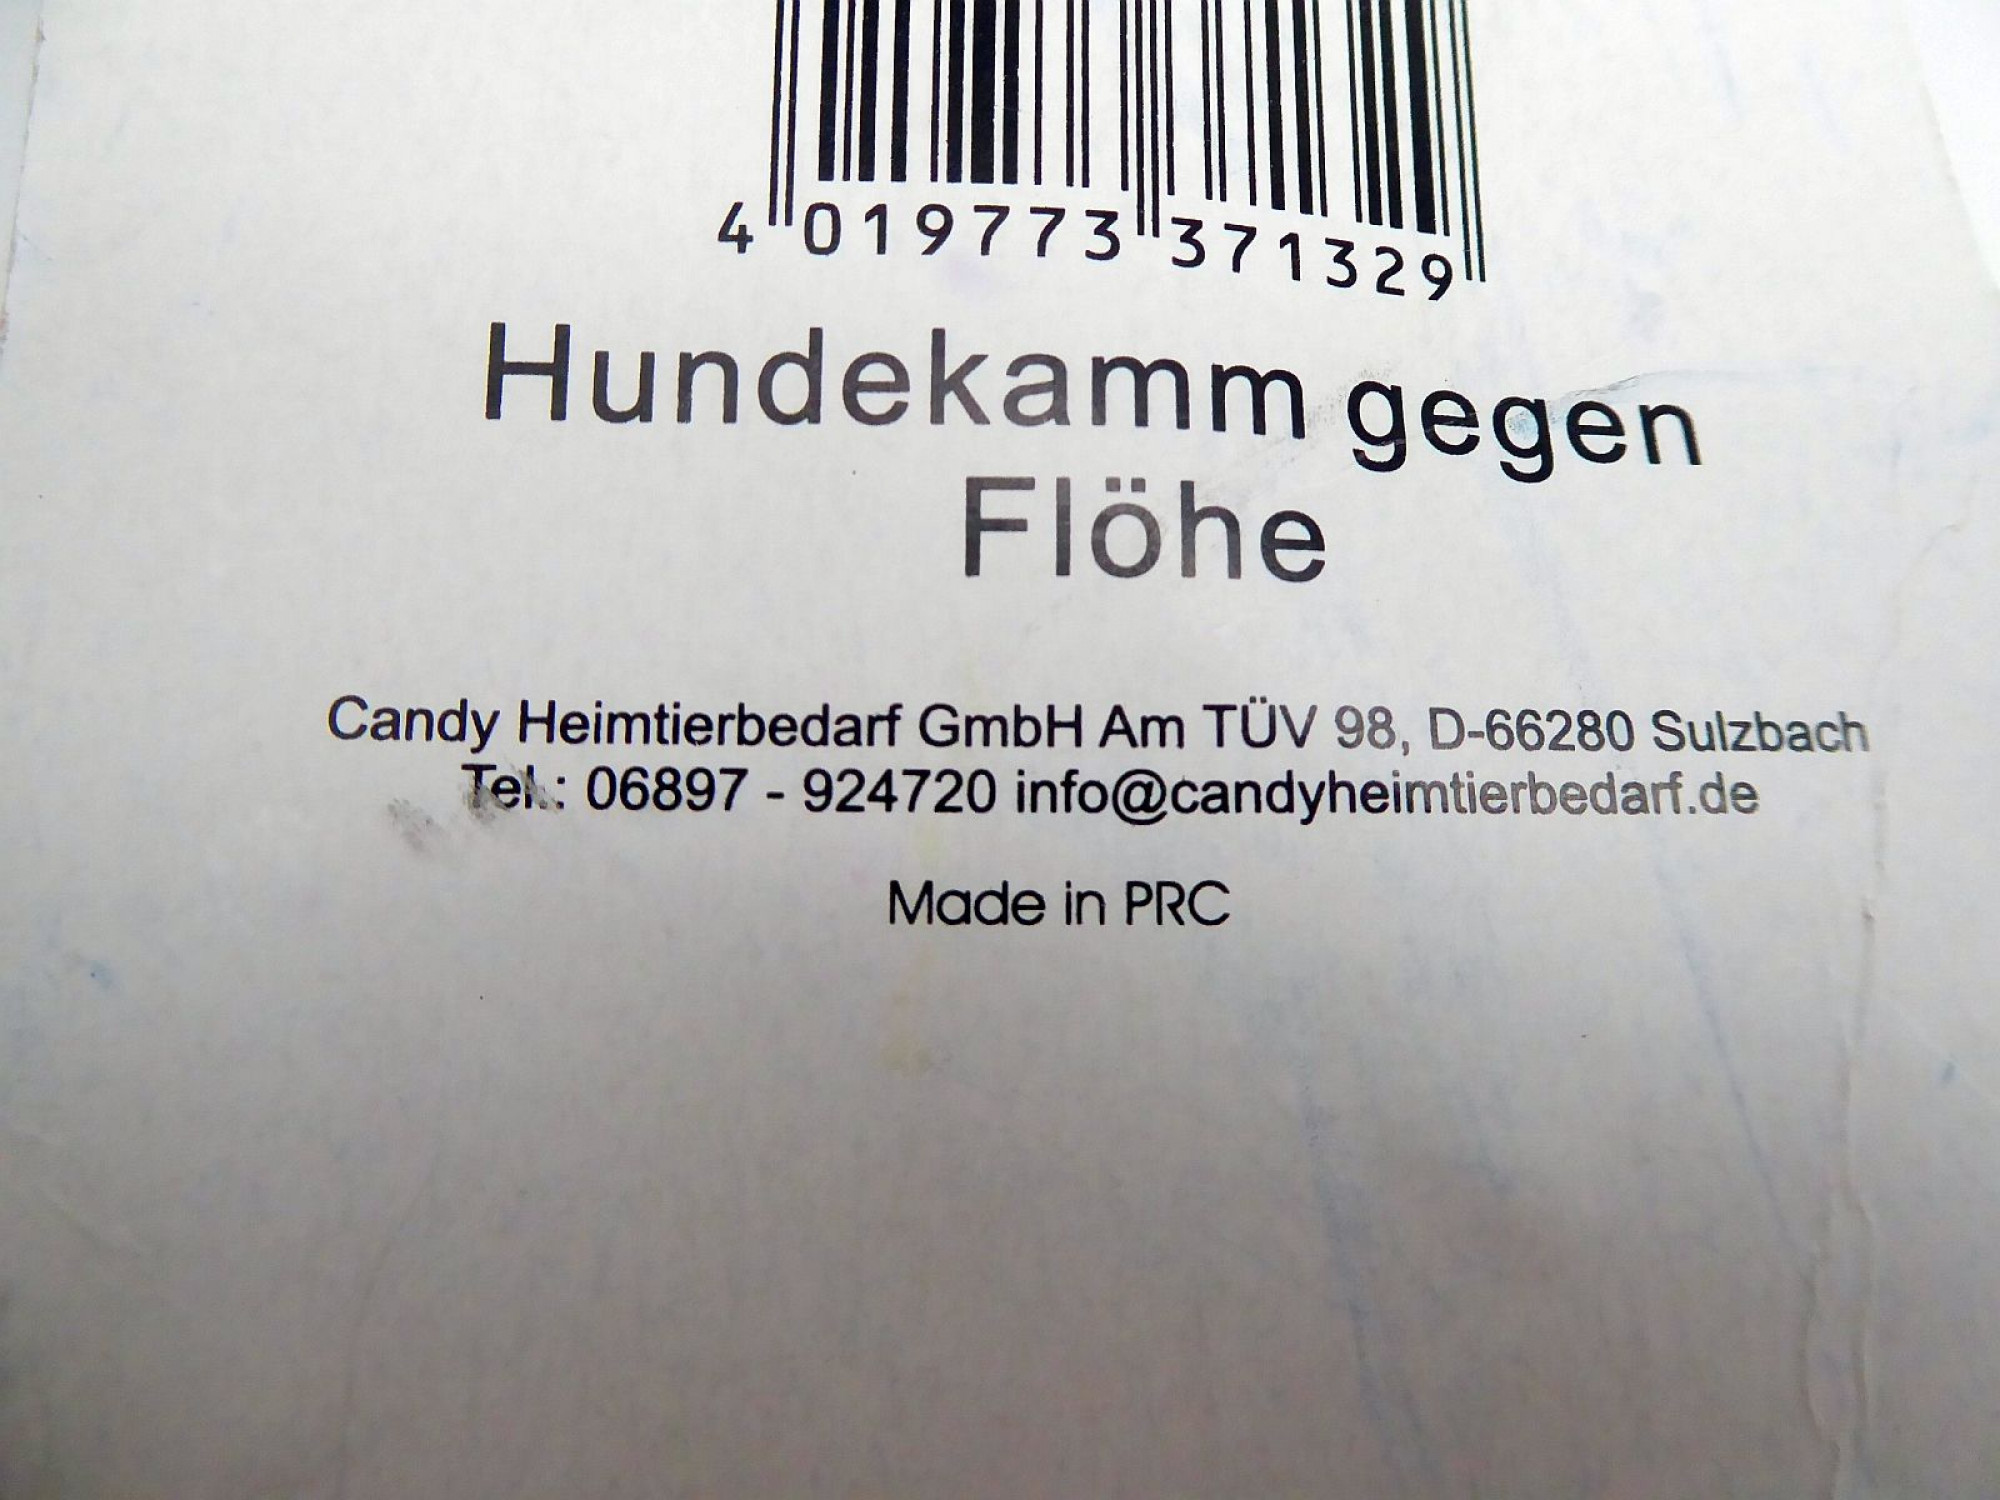 4 019773 371329
Hundekamm gegen
Flöhe
Candy Heimtierbedarf GmbH Am TÜV 98, D-66280 Sulzbach
Tel.: 06897 - 924720 info@candyheimtierbedarf.de
Made in PRC